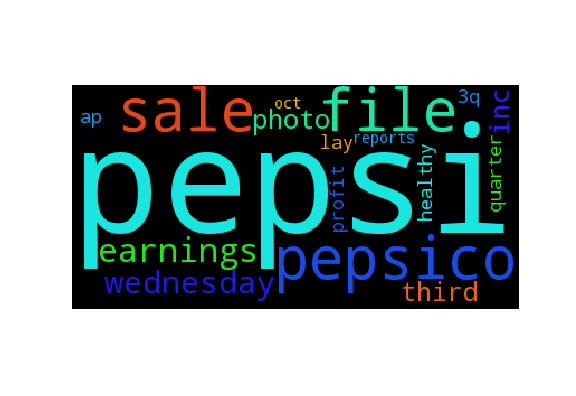 sale
file
oct
3q
inc
ap
photo
lay
reports
pepsi
profit
healthy
quarter
earnings
pepsico
wednesday
third